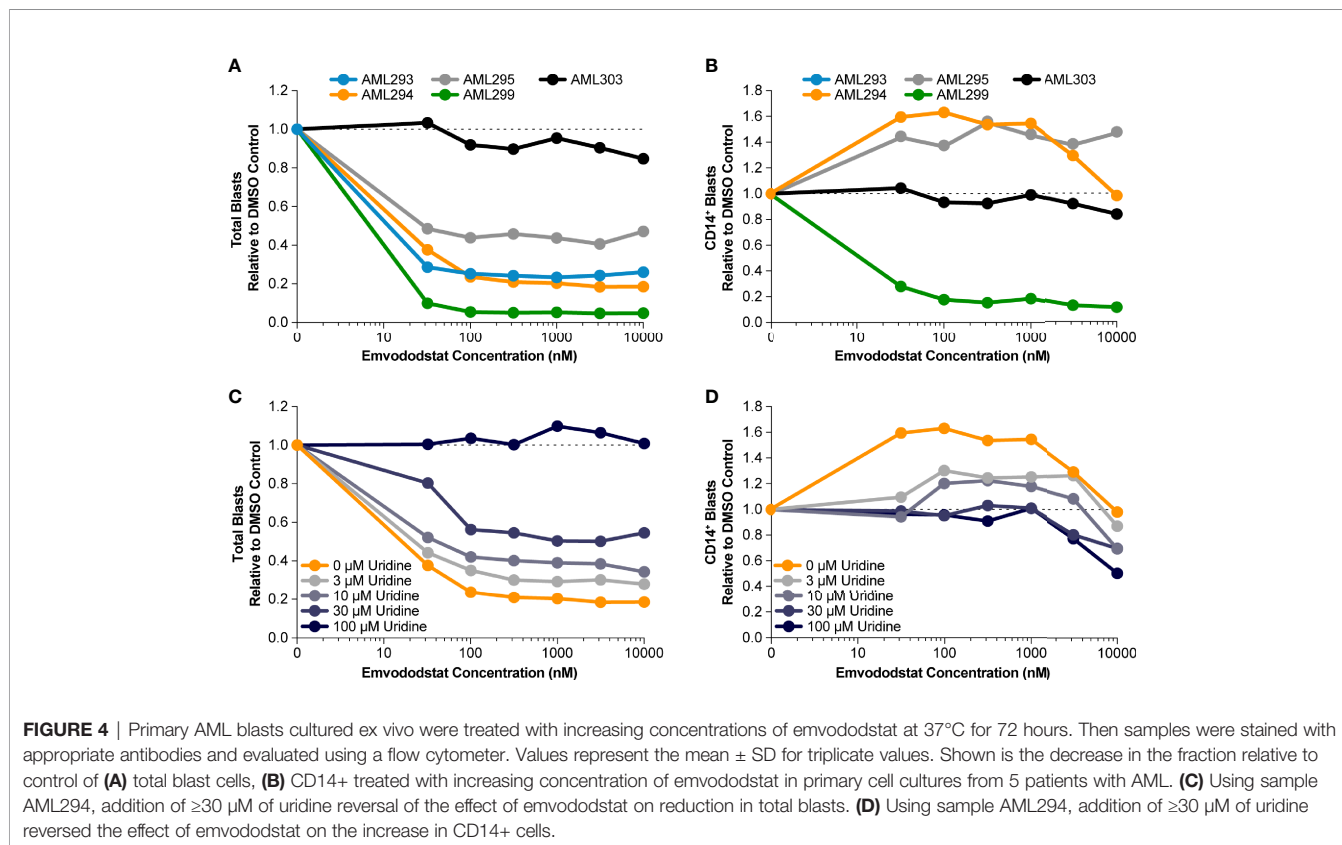 A
AML293 AML295 AML303
AML294 AML299
1.2
1.0
0.8
0.6
0.4
0.2
0.0
Total Blasts
Relative to DMSO Control
0 10 100 1000 10000
Emvododstat Concentration (nM)
B
AML293 AML295 AML303
AML294 AML299
1.8
1.6
1.4
1.2
1.0
0.8
0.6
0.4
0.2
0.0
CD14+ Blasts
Relative to DMSO Control
0 10 100 1000 10000
Emvododstat Concentration (nM)
C
1.2
1.0
0.8
0.6
0.4
0.2
0.0
Total Blasts
Relative to DMSO Control
0 µM Uridine
3 µM Uridine
10 µM Uridine
30 µM Uridine
100 µM Uridine
0 10 100 1000 10000
Emvododstat Concentration (nM)
D
1.8
1.6
1.4
1.2
1.0
0.8
0.6
0.4
0.2
0.0
CD14+ Blasts
Relative to DMSO Control
0 µM Uridine
3 µM Uridine
10 µM Uridine
30 µM Uridine
100 µM Uridine
0 10 100 1000 10000
Emvododstat Concentration (nM)
FIGURE 4 | Primary AML blasts cultured ex vivo were treated with increasing concentrations of emvododstat at 37°C for 72 hours. Then samples were stained with
appropriate antibodies and evaluated using a flow cytometer. Values represent the mean ± SD for triplicate values. Shown is the decrease in the fraction relative to
control of (A) total blast cells, (B) CD14+ treated with increasing concentration of emvododstat in primary cell cultures from 5 patients with AML. (C) Using sample
AML294, addition of ≥30 µM of uridine reversal of the effect of emvododstat on reduction in total blasts. (D) Using sample AML294, addition of ≥30 µM of uridine
reversed the effect of emvododstat on the increase in CD14+ cells.